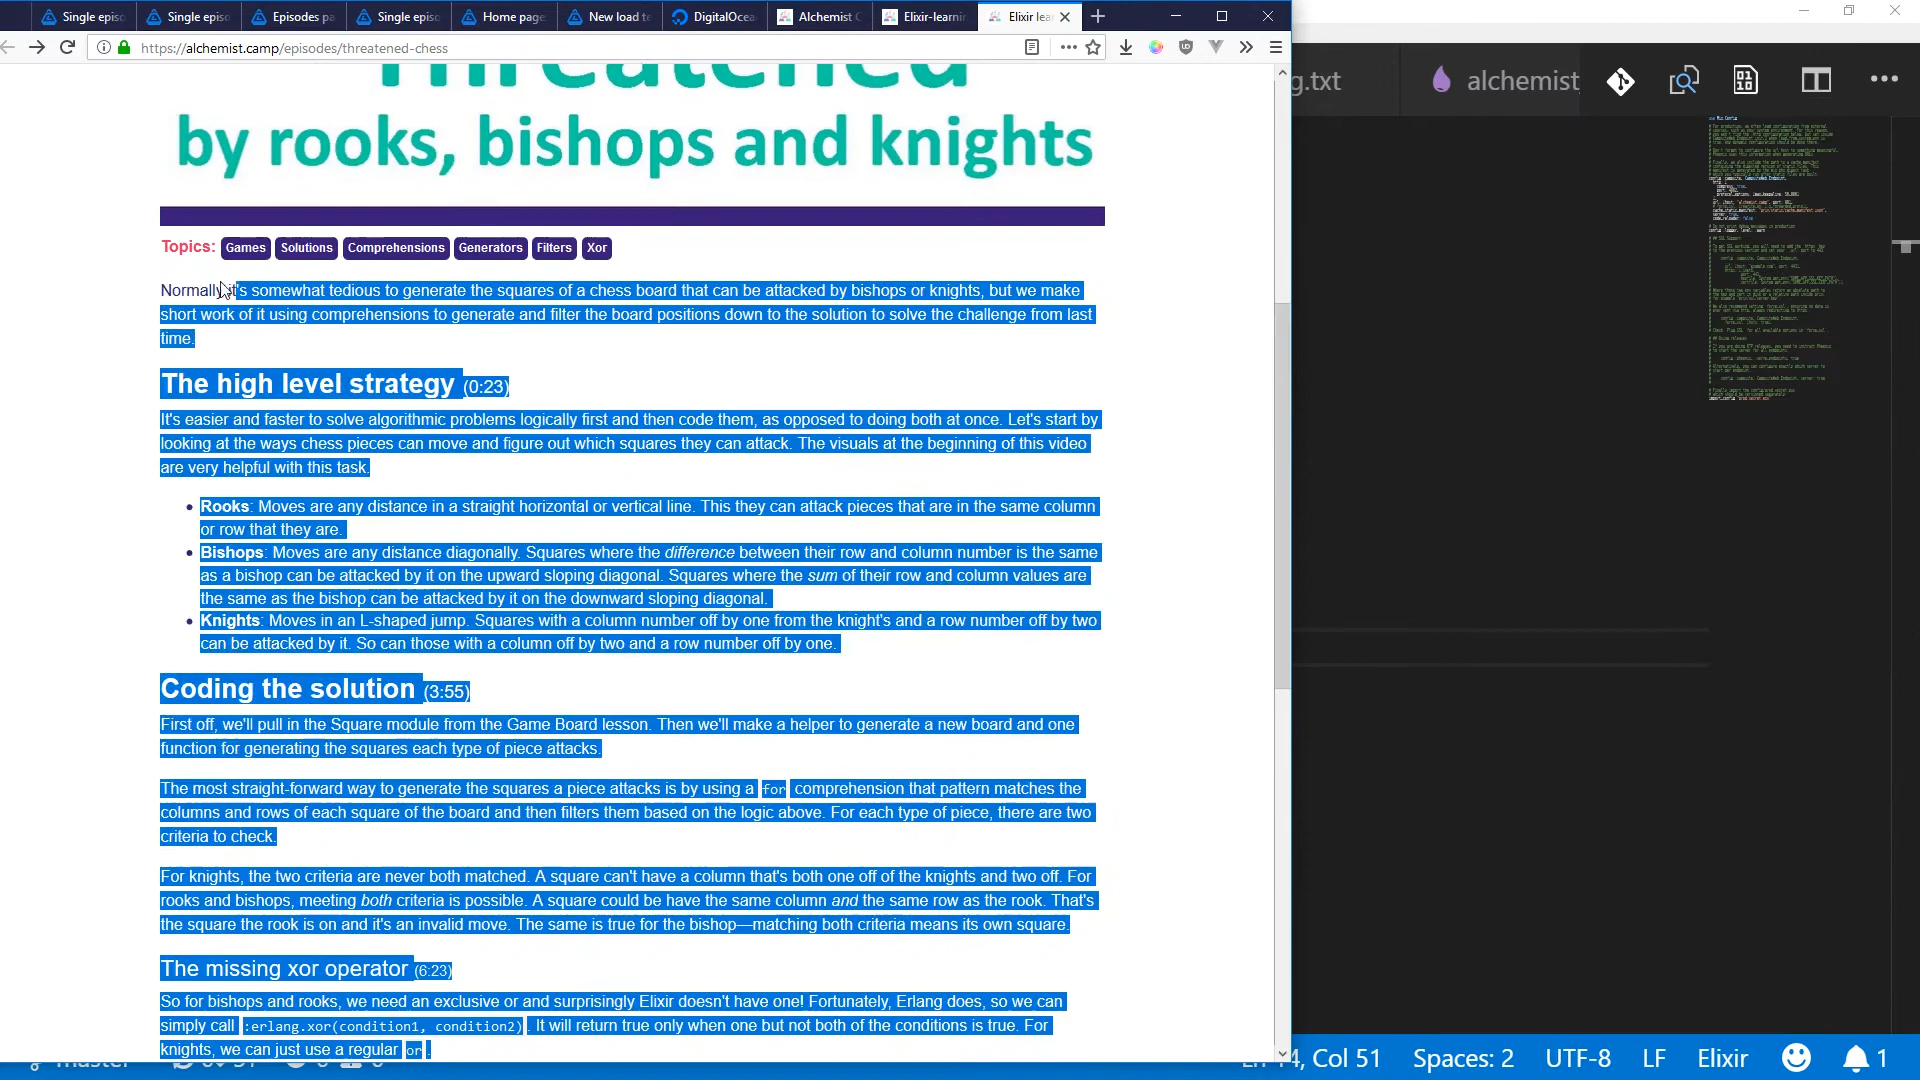 Single episo
Single episo
Episodes pa
Single episo
Home page
New load te
DigitalOcea
Alchemist C
Elixir-learnin
Elixir lea
https://alchemist.camp/episodes/threatened-chess
g.txt
alchemist
Threatened
by rooks, bishops and knights
Topics: Games Solutions Comprehensions Generators Filters Xor
Normally it's somewhat tedious to generate the squares of a chess board that can be attacked by bishops or knights, but we make
short work of it using comprehensions to generate and filter the board positions down to the solution to solve the challenge from last
time.
The high level strategy (0:23)
It's easier and faster to solve algorithmic problems logically first and then code them, as opposed to doing both at once. Let's start by
looking at the ways chess pieces can move and figure out which squares they can attack. The visuals at the beginning of this video
are very helpful with this task.
• Rooks: Moves are any distance in a straight horizontal or vertical line. This they can attack pieces that are in the same column
or row that they are.
• Bishops: Moves are any distance diagonally. Squares where the difference between their row and column number is the same
as a bishop can be attacked by it on the upward sloping diagonal. Squares where the sum of their row and column values are
the same as the bishop can be attacked by it on the downward sloping diagonal.
• Knights: Moves in an L-shaped jump. Squares with a column number off by one from the knight's and a row number off by two
can be attacked by it. So can those with a column off by two and a row number off by one.
Coding the solution (3:55)
First off, we'll pull in the Square module from the Game Board lesson. Then we'll make a helper to generate a new board and one
function for generating the squares each type of piece attacks.
The most straight-forward way to generate the squares a piece attacks is by using a for comprehension that pattern matches the
columns and rows of each square of the board and then filters them based on the logic above. For each type of piece, there are two
criteria to check.
For knights, the two criteria are never both matched. A square can't have a column that's both one off of the knights and two off. For
rooks and bishops, meeting both criteria is possible. A square could be have the same column and the same row as the rook. That's
the square the rook is on and it's an invalid move. The same is true for the bishop—matching both criteria means its own square.
The missing xor operator (6:23)
So for bishops and rooks, we need an exclusive or and surprisingly Elixir doesn't have one! Fortunately, Erlang does, so we can
simply call :erlang.xor(condition1, condition2) . It will return true only when one but not both of the conditions is true. For
knights, we can just use a regular or .
master
Col 51 Spaces: 2 UTF-8 LF Elixir 1